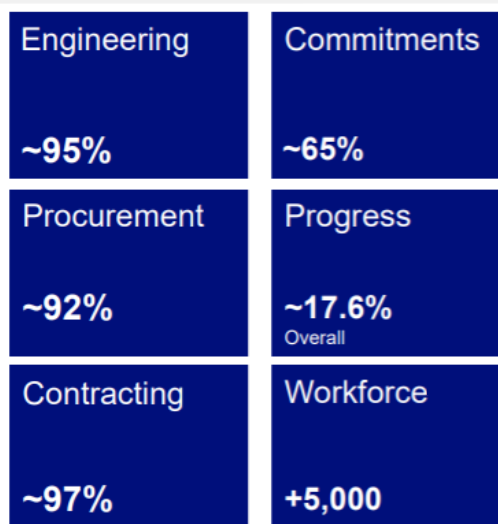 Engineering
~95%
Commitments
~65%
Procurement
~92%
Progress
~17.6%
Overall
Contracting
~97%
Workforce
+5,000